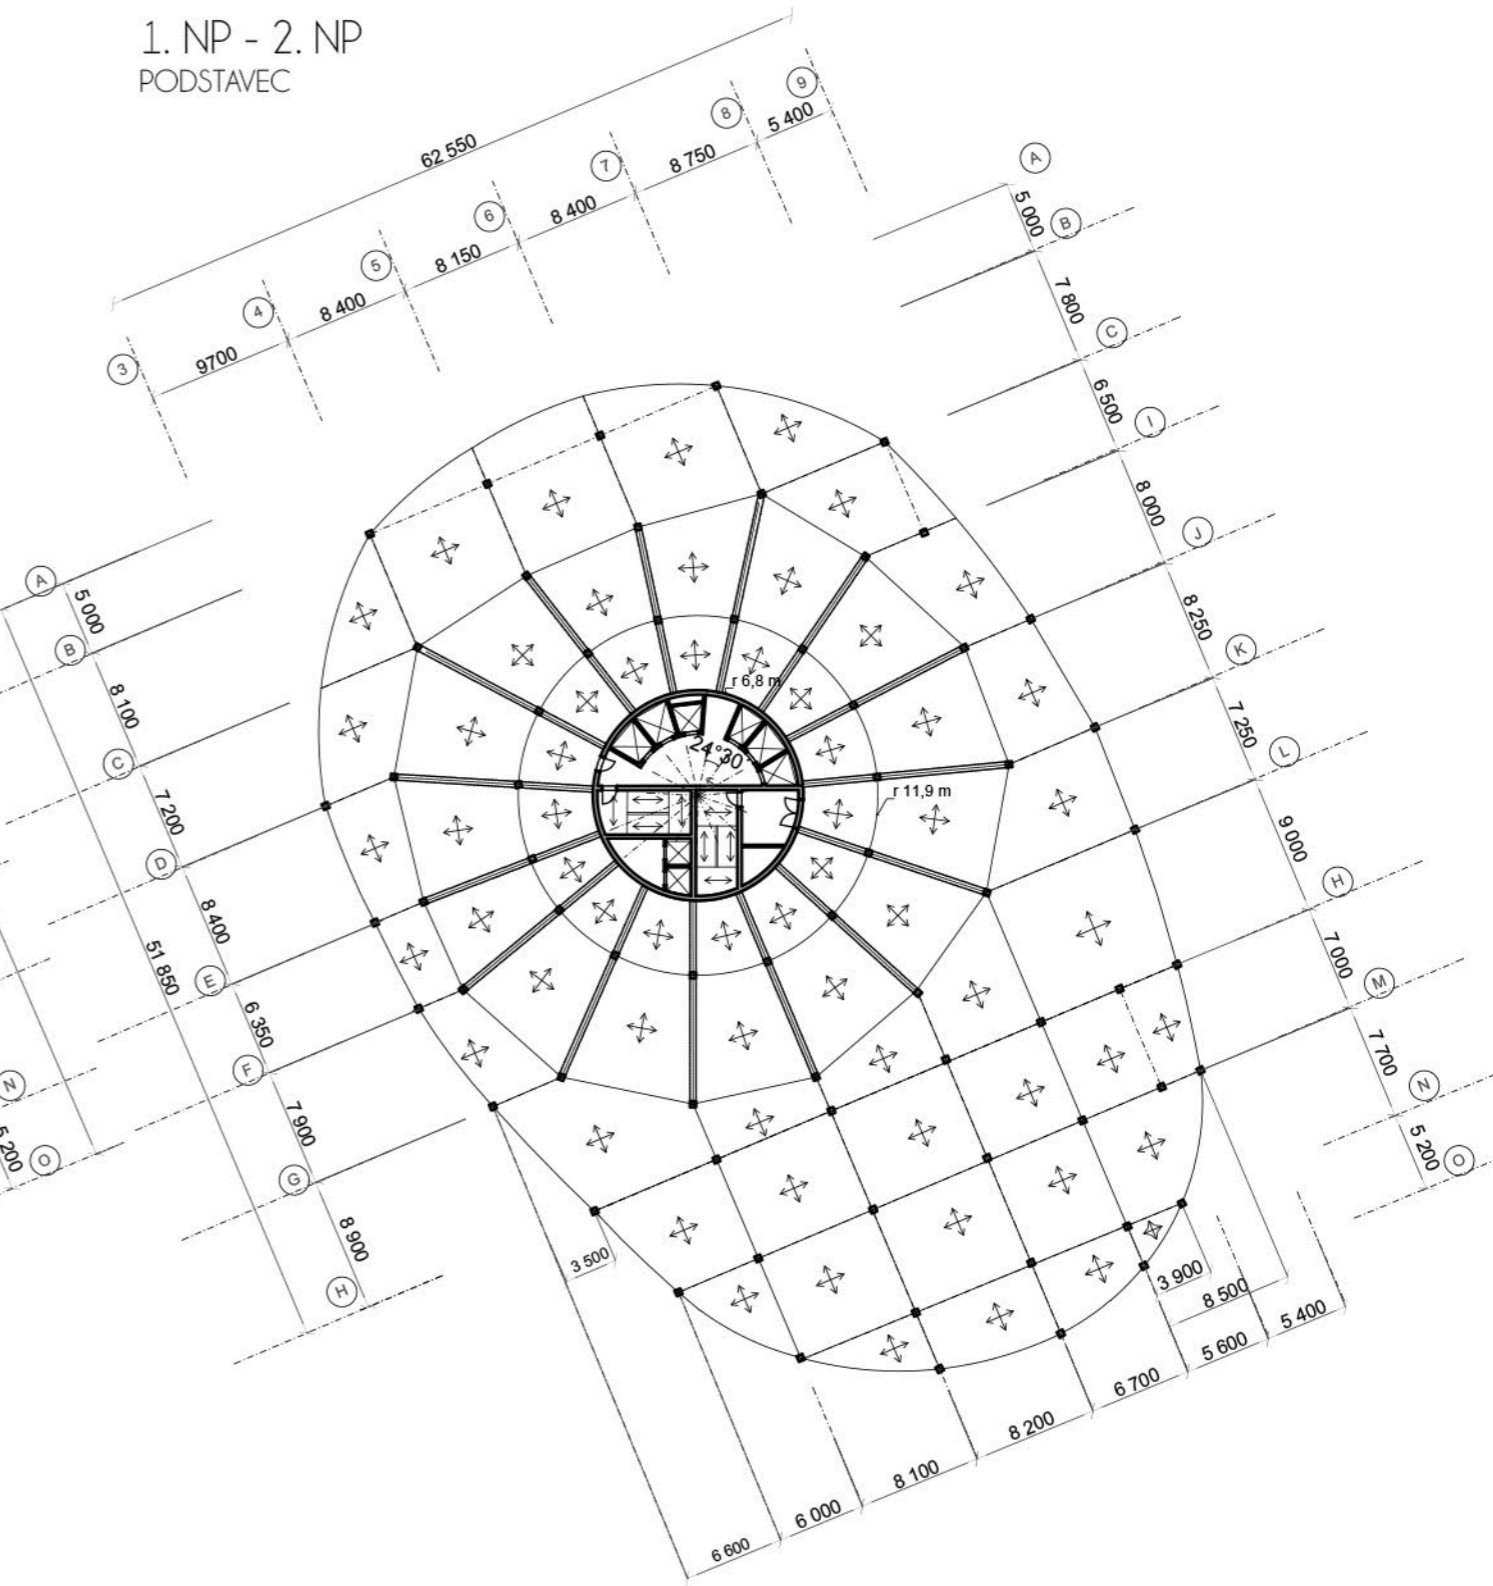 1. NP - 2. NP
PODSTAVEC
62 550
3
4
5
6
7
8
9
9700
8 400
8 150
8 400
8 750
5 400
A
B
C
I
J
K
L
H
M
N
O
5 000
7 800
6 500
8 000
8 250
7 250
9 000
7 000
7 700
5 200
A
B
C
D
E
F
G
H
5 000
8 100
7 200
8 400
6 350
7 900
8 900
51 850
N
O
5 200
r 6,8 m
24°30'
r 11,9 m
3 500
3 900
8 500
5 400
5 600
6 700
8 200
8 100
6 000
6 600